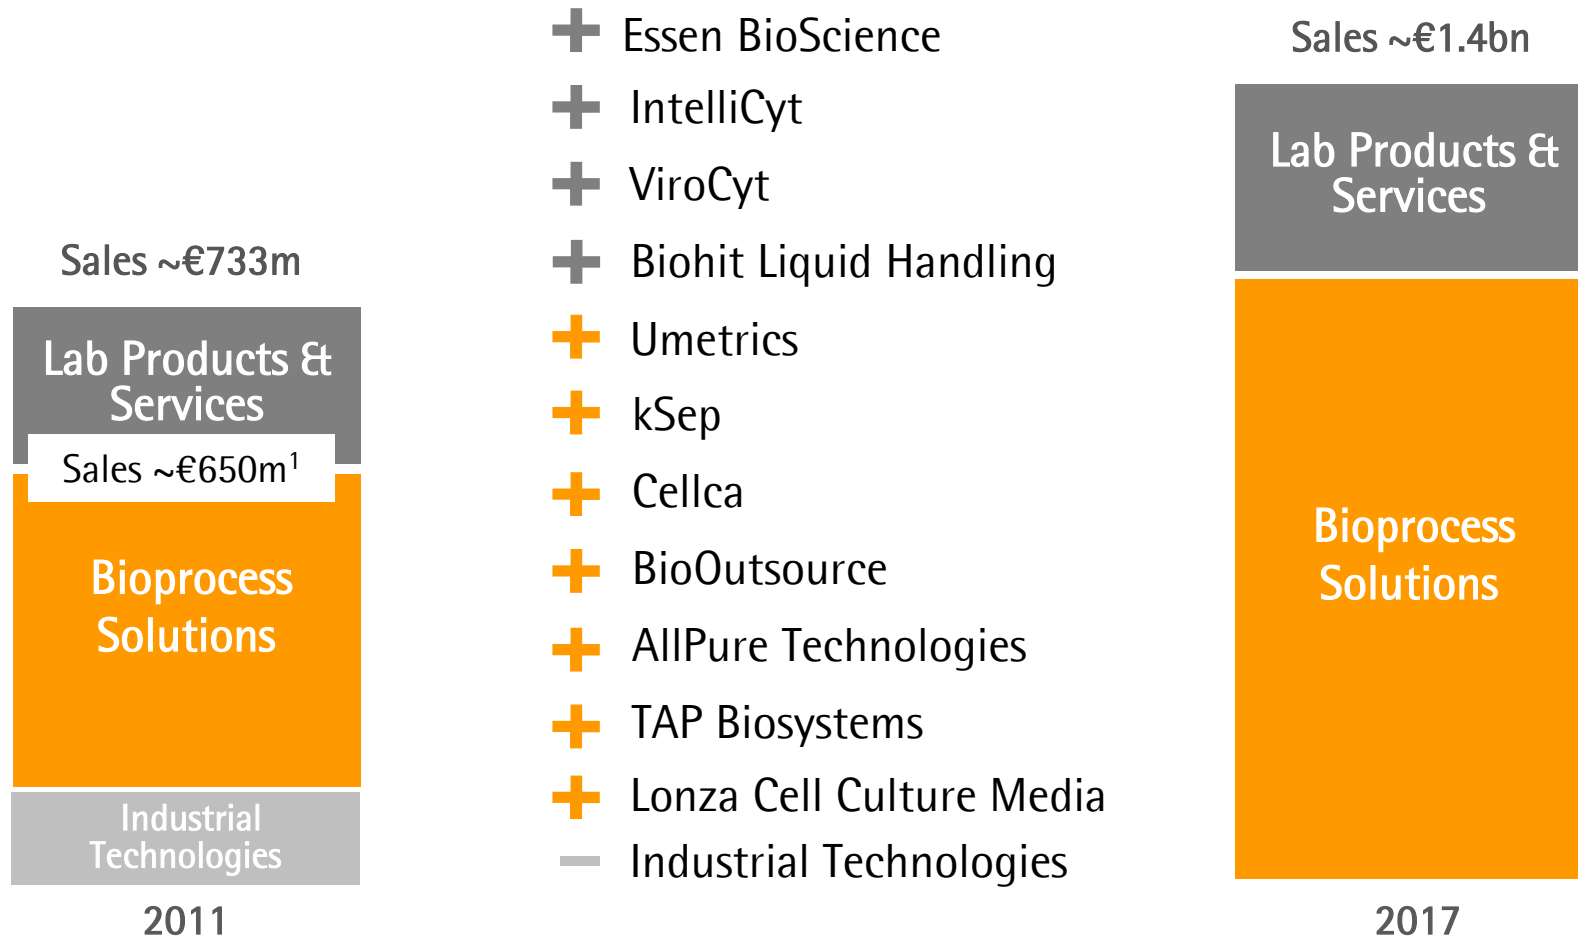 Sales ~€733m
Lab Products &
Services
Sales ~€650m¹
Bioprocess
Solutions
Industrial
Technologies
2011
+ Essen BioScience
+ IntelliCyt
+ ViroCyt
+ Biohit Liquid Handling
+ Umetrics
+ kSep
+ Cellca
+ BioOutsource
+ AllPure Technologies
+ TAP Biosystems
+ Lonza Cell Culture Media
– Industrial Technologies
Sales ~€1.4bn
Lab Products &
Services
Bioprocess
Solutions
2017